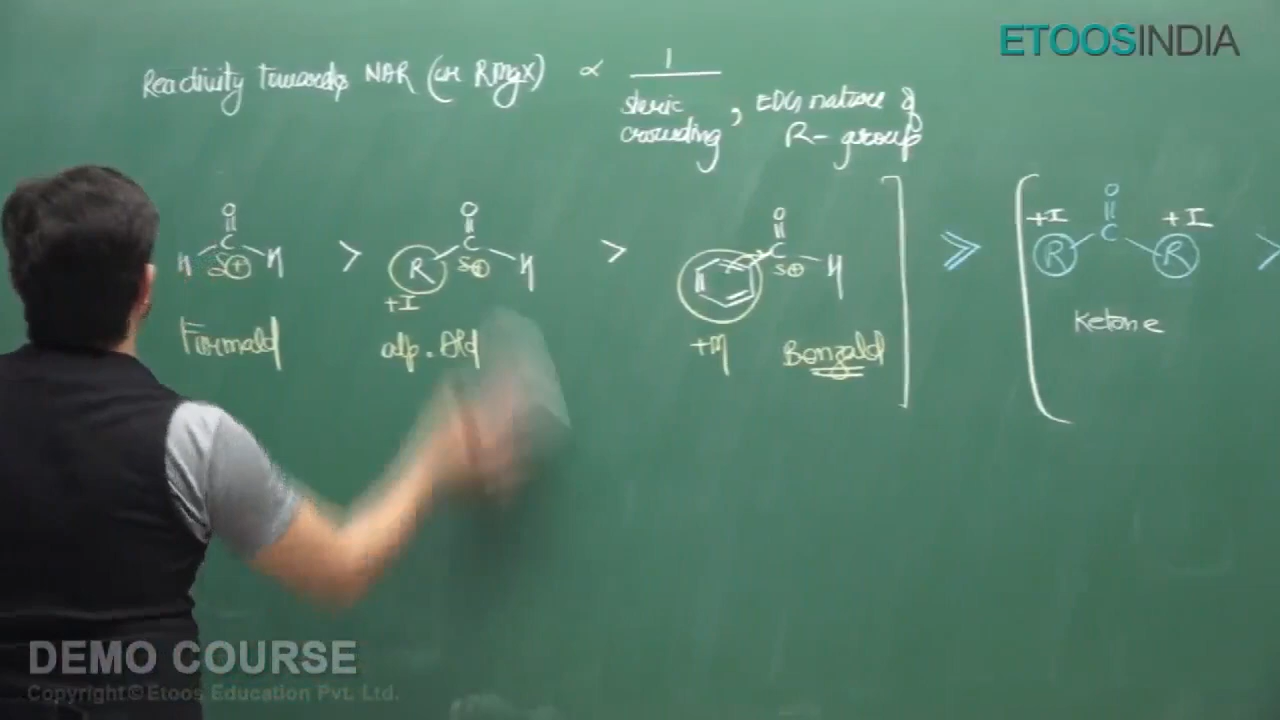 ETOOSINDIA
Reactivity towards NAR (or RMgX) ∝ 1
steric crowding , EDG nature of R- group
O O O O
|| || || ||
H C H > R C H > C H >> +I R C R +I >
δ⊕ δ⊕ δ⊕
+I
Formald alp. Ald +M Benzald Ketone
DEMO COURSE
Copyright©Etoos Education Pvt. Ltd.